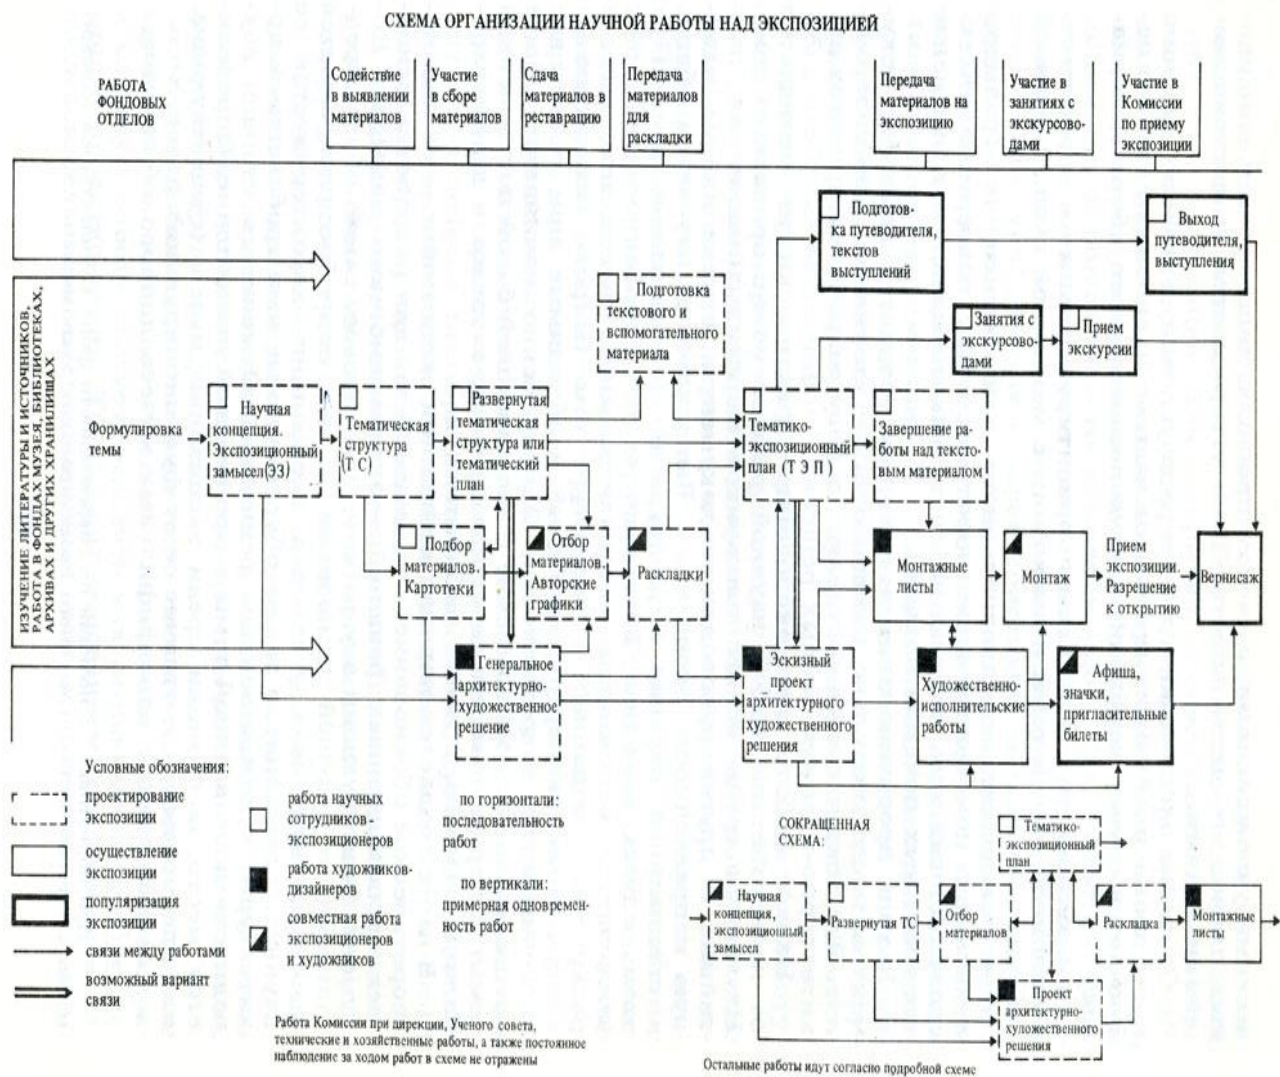 СХЕМА ОРГАНИЗАЦИИ НАУЧНОЙ РАБОТЫ НАД ЭКСПОЗИЦИЕЙ
РАБОТА
ФОНДОВЫХ
ОТДЕЛОВ
Содействие
в выявлении
материалов
Участие
в сборе
материалов
Сдача
материалов в
реставрацию
Передача
материалов
для
раскладки
Передача
материалов на
экспозицию
Участие в
занятиях с
экскурсово-
дами
Участие в
Комиссии
по приему
экспозиции
ИЗУЧЕНИЕ ЛИТЕРАТУРЫ И ИСТОЧНИКОВ,
РАБОТА В ФОНДАХ МУЗЕЯ, БИБЛИОТЕКАХ,
АРХИВАХ И ДРУГИХ ХРАНИЛИЩАХ
Подготов-
ка путеводителя,
текстов
выступлений
Выход
путеводителя,
выступления
Подготовка
текстового и
вспомогательного
материала
Занятия с
экскурсово-
дами
Прием
экскурсии
Формулировка
темы
Научная
концепция.
Экспозиционный
замысел(ЭЗ)
Тематическая
структура
(Т С)
Развернутая
тематическая
структура или
тематический
план
Тематико-
экспозиционный
план (Т Э П )
Завершение ра-
боты над тексто-
вым материалом
Подбор
материалов.
Картотеки
Отбор
материалов.
Авторские
графики
Раскладки
Монтажные
листы
Монтаж
Прием
экспозиции.
Разрешение
к открытию
Вернисаж
Генеральное
архитектурно-
художественное
решение
Эскизный
проект
архитектурного
художественного
решения
Художественно-
исполнительские
работы
Афиша,
значки,
пригласительные
билеты
Условные обозначения:
проектирование
экспозиции
осуществление
экспозиции
популяризация
экспозиции
связи между работами
возможный вариант
связи
работа научных
сотрудников-
экспозиционеров
работа художников-
дизайнеров
совместная работа
экспозиционеров
и художников
по горизонтали:
последовательность
работ
по вертикали:
примерная одновремен-
ность работ
Работа Комиссии при дирекции, Ученого совета,
технические и хозяйственные работы, а также постоянное
наблюдение за ходом работ в схеме не отражены
СОКРАЩЕННАЯ
СХЕМА:
Тематико-
экспозиционный
план
Научная
концепция,
экспозиционный
замысел
Развернутая ТС
Отбор
материалов
Раскладка
Монтажные
листы
Проект
архитектурно-
хуложественного
решения
Остальные работы идут согласно подробной схеме